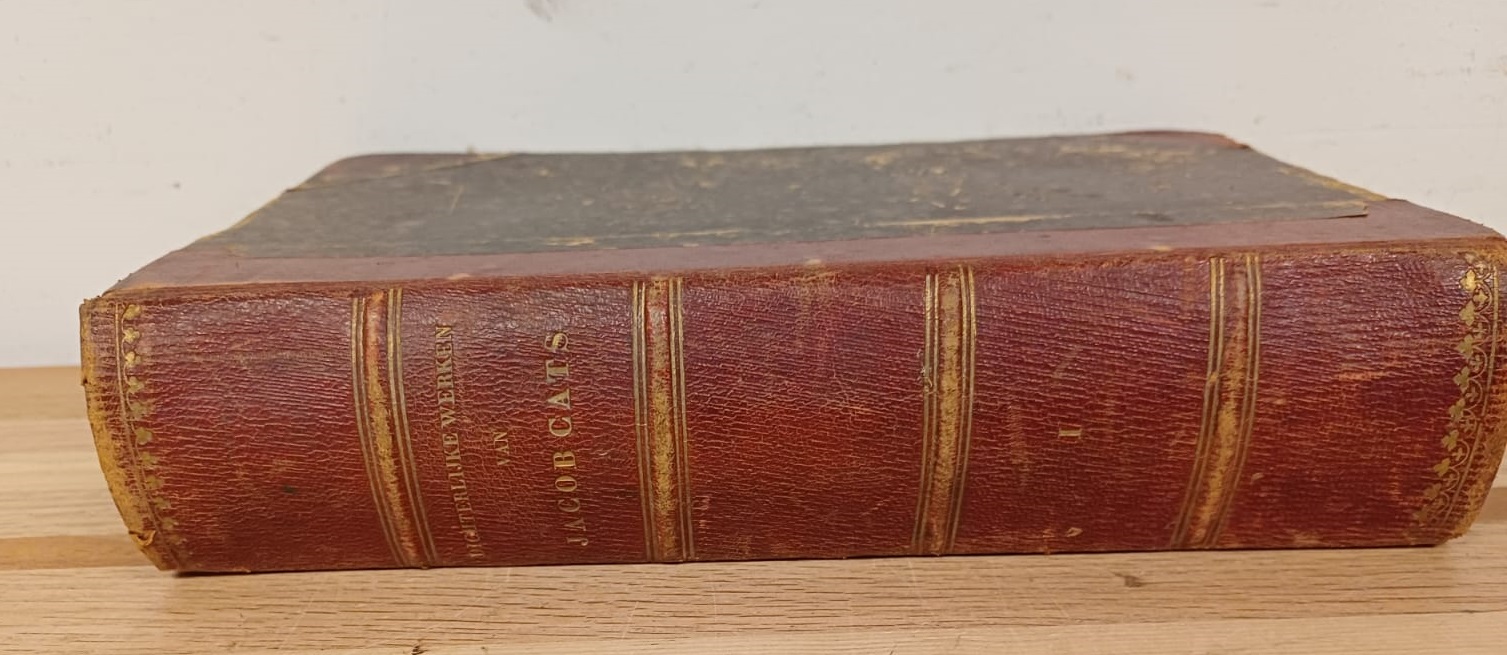 DICHTERLIJKE WERKEN
VAN
JACOB CATS
I